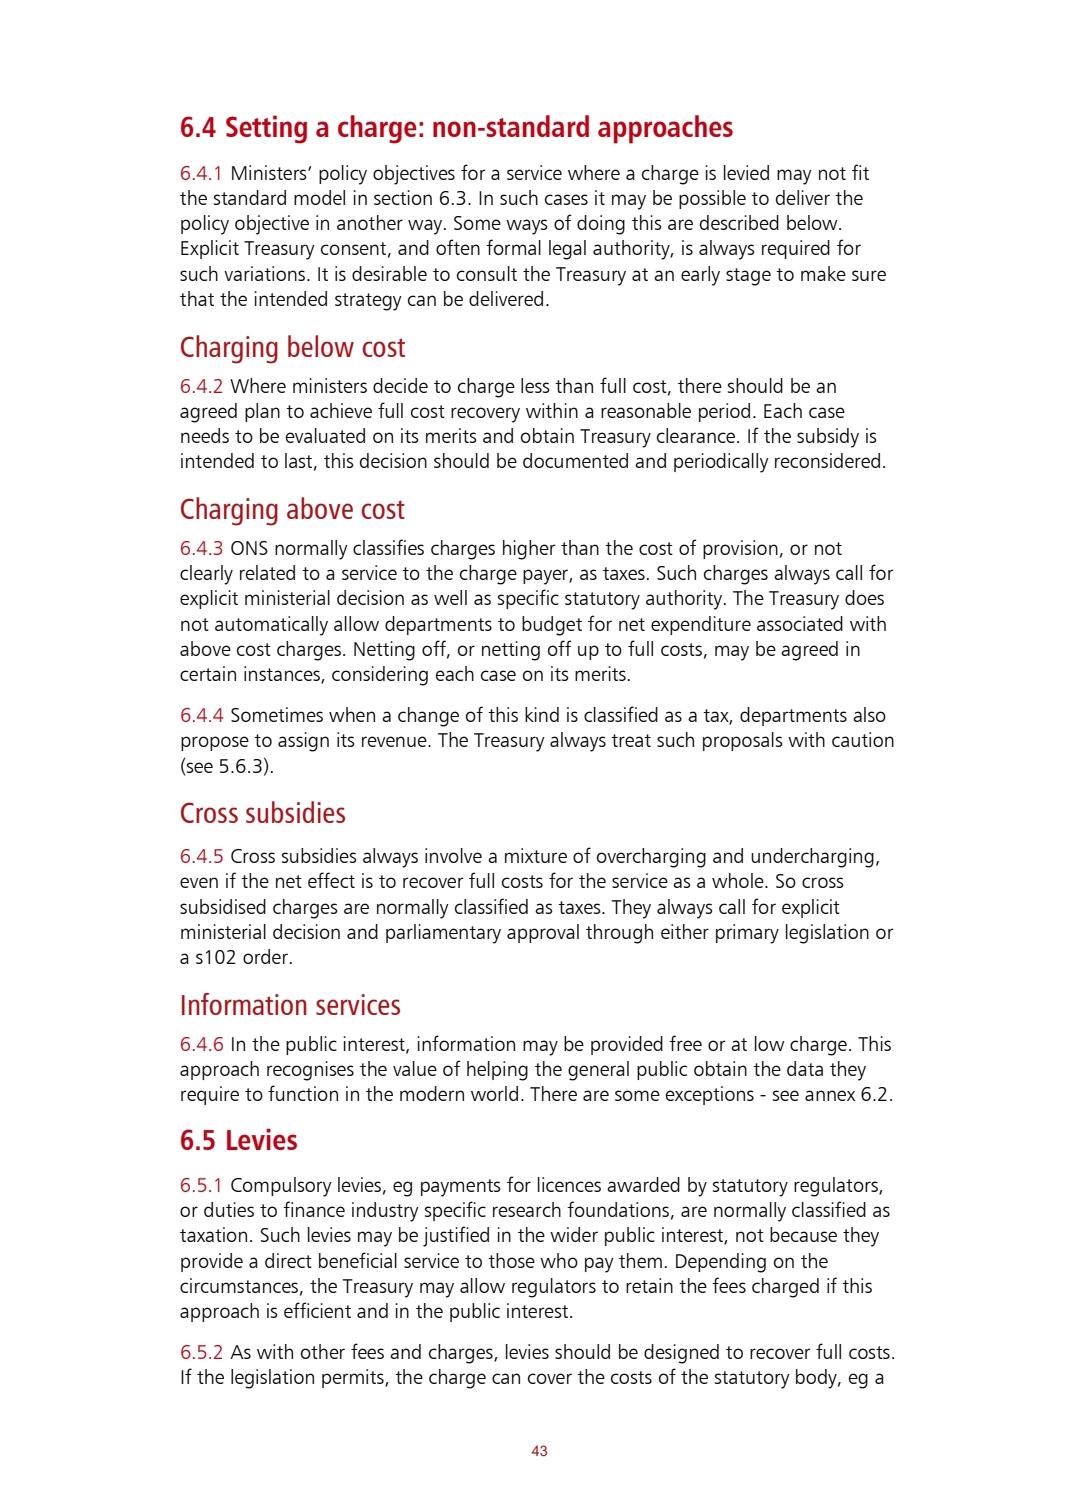 6.4 Setting a charge: non-standard approaches
6.4.1 Ministers’ policy objectives for a service where a charge is levied may not fit
the standard model in section 6.3. In such cases it may be possible to deliver the
policy objective in another way. Some ways of doing this are described below.
Explicit Treasury consent, and often formal legal authority, is always required for
such variations. It is desirable to consult the Treasury at an early stage to make sure
that the intended strategy can be delivered.
Charging below cost
6.4.2 Where ministers decide to charge less than full cost, there should be an
agreed plan to achieve full cost recovery within a reasonable period. Each case
needs to be evaluated on its merits and obtain Treasury clearance. If the subsidy is
intended to last, this decision should be documented and periodically reconsidered.
Charging above cost
6.4.3 ONS normally classifies charges higher than the cost of provision, or not
clearly related to a service to the charge payer, as taxes. Such charges always call for
explicit ministerial decision as well as specific statutory authority. The Treasury does
not automatically allow departments to budget for net expenditure associated with
above cost charges. Netting off, or netting off up to full costs, may be agreed in
certain instances, considering each case on its merits.
6.4.4 Sometimes when a change of this kind is classified as a tax, departments also
propose to assign its revenue. The Treasury always treat such proposals with caution
(see 5.6.3).
Cross subsidies
6.4.5 Cross subsidies always involve a mixture of overcharging and undercharging,
even if the net effect is to recover full costs for the service as a whole. So cross
subsidised charges are normally classified as taxes. They always call for explicit
ministerial decision and parliamentary approval through either primary legislation or
a s102 order.
Information services
6.4.6 In the public interest, information may be provided free or at low charge. This
approach recognises the value of helping the general public obtain the data they
require to function in the modern world. There are some exceptions - see annex 6.2.
6.5 Levies
6.5.1 Compulsory levies, eg payments for licences awarded by statutory regulators,
or duties to finance industry specific research foundations, are normally classified as
taxation. Such levies may be justified in the wider public interest, not because they
provide a direct beneficial service to those who pay them. Depending on the
circumstances, the Treasury may allow regulators to retain the fees charged if this
approach is efficient and in the public interest.
6.5.2 As with other fees and charges, levies should be designed to recover full costs.
If the legislation permits, the charge can cover the costs of the statutory body, eg a
43